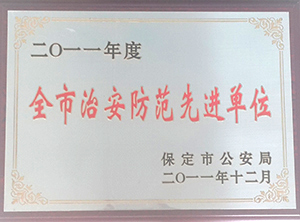 二〇一一年度
全市治安防范先进单位
保定市公安局
二〇一一年十二月